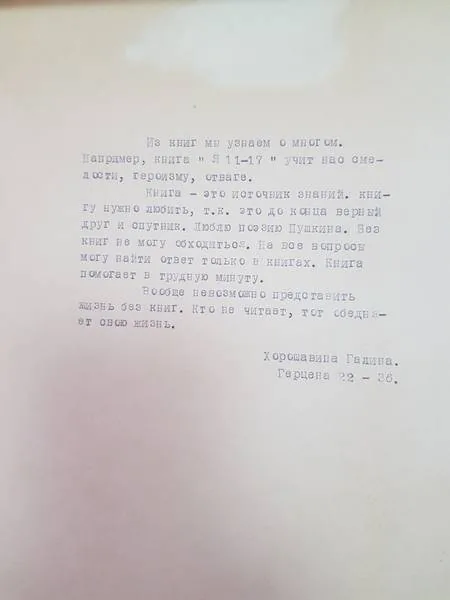 Из книг мы узнаем о многом.
Например, книга " Я 11-17 " учит нас сме-
лости, героизму, отваге.
Книга - это источник знаний. кни-
гу нужно любить, т.к. это до конца верный
друг и спутник. Люблю поэзию Пушкина. Без
книг не могу обходиться. На все вопросы
могу найти ответ только в книгах. Книга
помогает в трудную минуту.
Вообще невозможно представить
жизнь без книг. Кто не читает, тот обедня-
ет свою жизнь.
Хорошавина Галина.
Герцена 22 - 36.